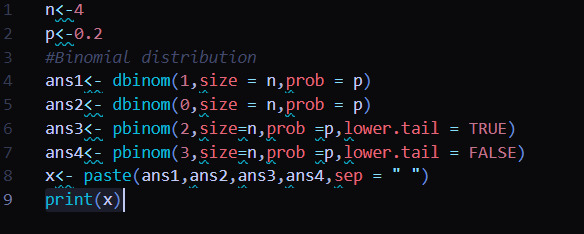 1 n<-4
2 p<-0.2
3 #Binomial distribution
4 ans1<- dbinom(1,size = n,prob = p)
5 ans2<- dbinom(0,size = n,prob = p)
6 ans3<- pbinom(2,size=n,prob =p,lower.tail = TRUE)
7 ans4<- pbinom(3,size=n,prob =p,lower.tail = FALSE)
8 x<- paste(ans1,ans2,ans3,ans4,sep = " ")
9 print(x)